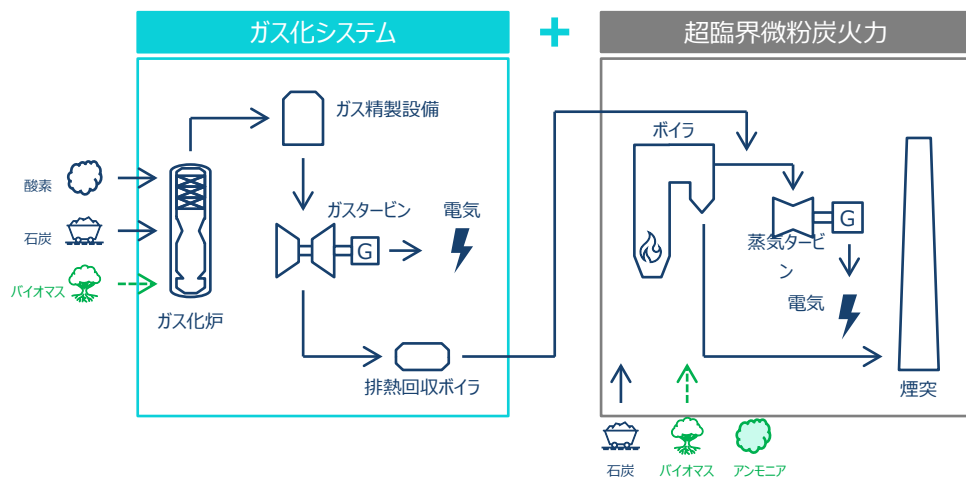 ガス化システム
+
超臨界微粉炭火力
ガス精製設備
ボイラ
酸素
石炭
バイオマス
ガス化炉
ガスタービン
G
電気
排熱回収ボイラ
G
蒸気タービ
ン
電気
煙突
石炭
バイオマス
アンモニア